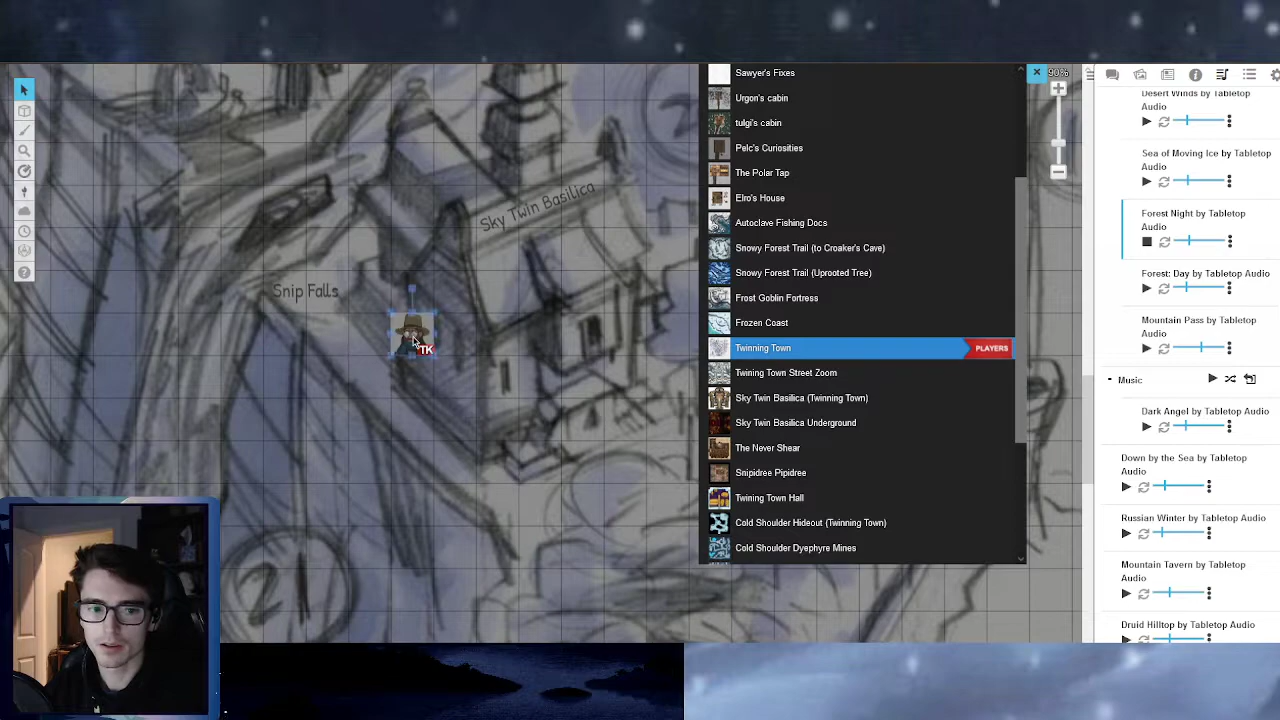 Sawyer's Fixes
Urgon's cabin
tulgi's cabin
Pelc's Curiosities
The Polar Tap
Elro's House
Autoclave Fishing Docs
Snowy Forest Trail (to Croaker's Cave)
Snowy Forest Trail (Uprooted Tree)
Frost Goblin Fortress
Frozen Coast
Twinning Town
PLAYERS
Twining Town Street Zoom
Sky Twin Basilica (Twinning Town)
Sky Twin Basilica Underground
The Never Shear
Snipidree Pipidree
Twining Town Hall
Cold Shoulder Hideout (Twinning Town)
Cold Shoulder Dyephyre Mines
90%
Sky Twin Basilica
Snip Falls
TK
21
2
Desert Winds by Tabletop
Audio
Sea of Moving Ice by Tabletop
Audio
Forest Night by Tabletop
Audio
Forest: Day by Tabletop Audio
Mountain Pass by Tabletop
Audio
Music
Dark Angel by Tabletop Audio
Down by the Sea by Tabletop
Audio
Russian Winter by Tabletop Audio
Mountain Tavern by Tabletop
Audio
Druid Hilltop by Tabletop Audio